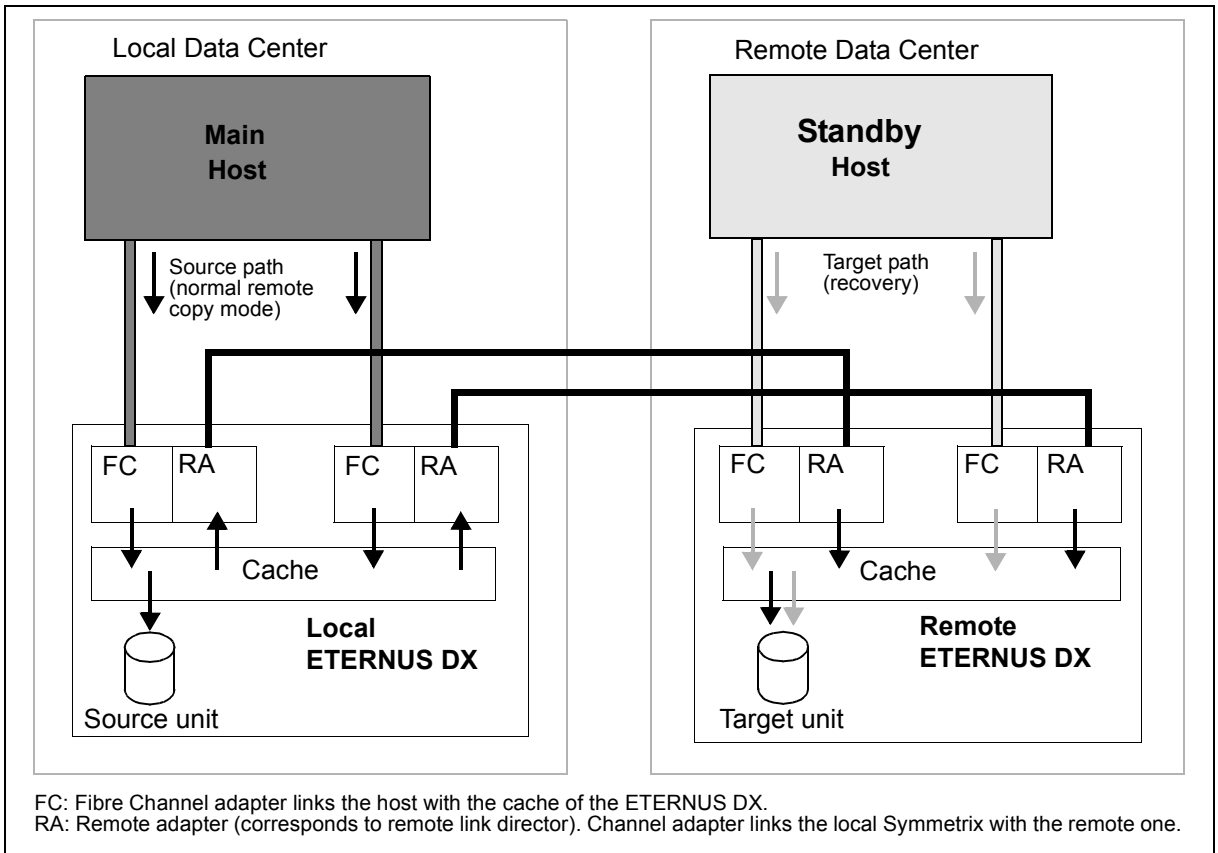 Local Data Center
Main
Host
Source path
(normal remote
copy mode)
FC
RA
FC
RA
Cache
Local
ETERNUS DX
Source unit
Remote Data Center
Standby
Host
Target path
(recovery)
FC
RA
FC
RA
Cache
Remote
ETERNUS DX
Target unit
FC: Fibre Channel adapter links the host with the cache of the ETERNUS DX.
RA: Remote adapter (corresponds to remote link director). Channel adapter links the local Symmetrix with the remote one.